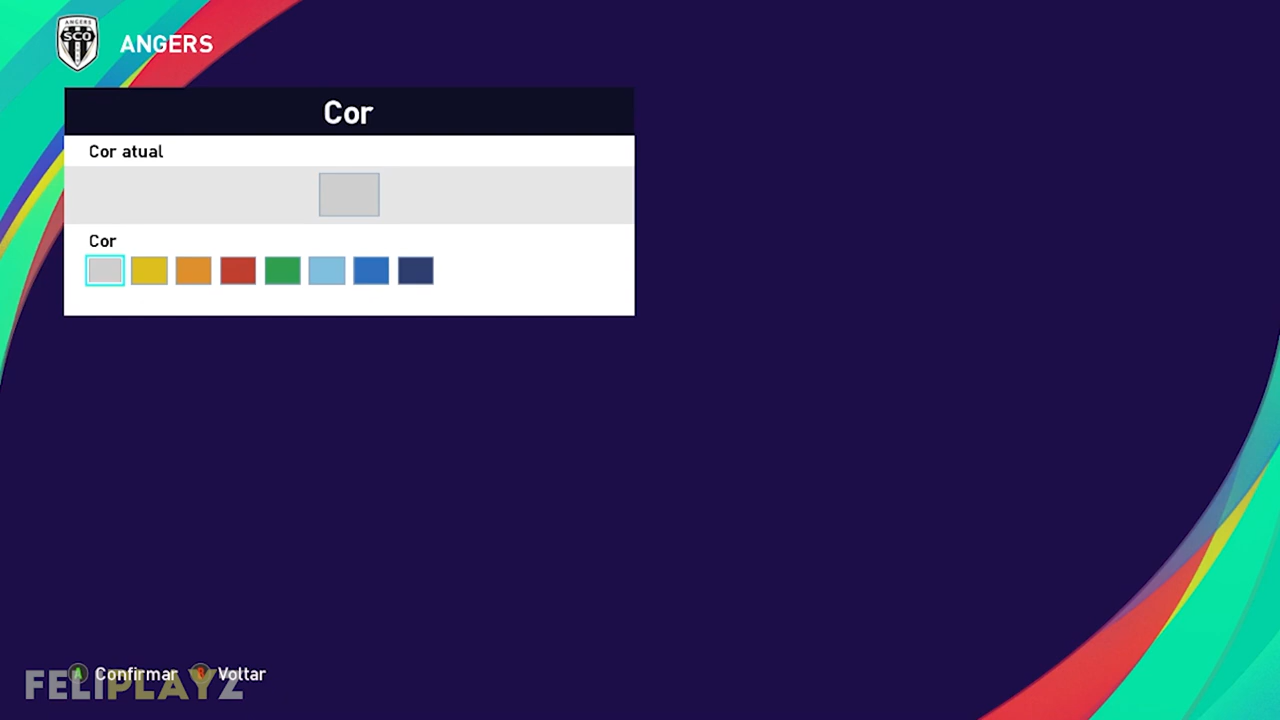 ANGERS
SCO
ANGERS
Cor
Cor atual
Cor
A Confirmar B Voltar
FELIPLAYZ